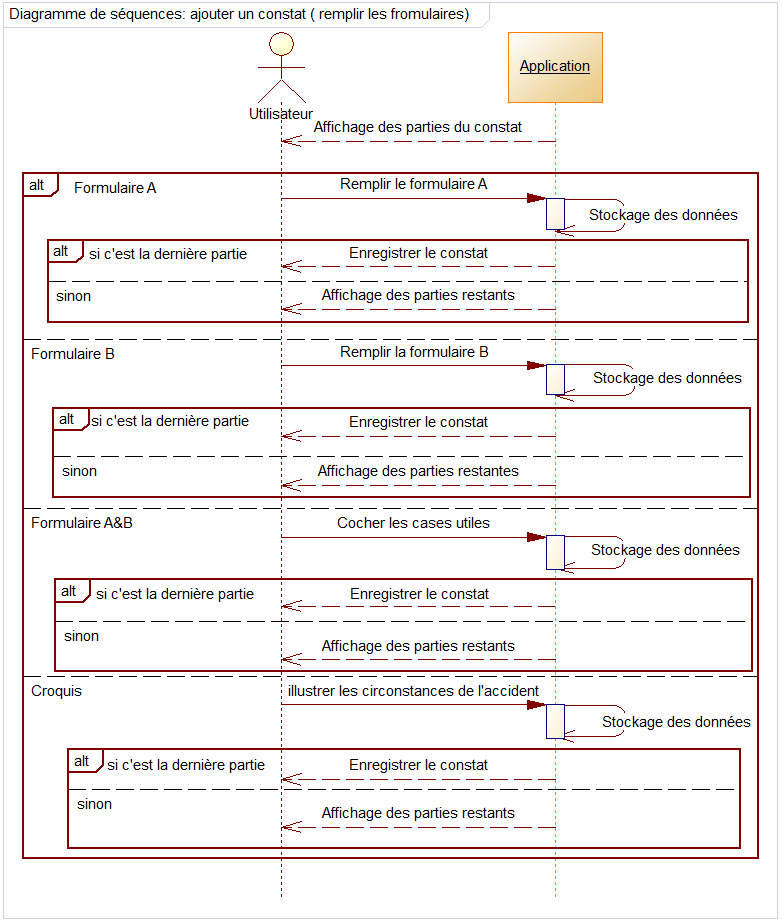 Diagramme de séquences: ajouter un constat ( remplir les fromulaires)
Application
Utilisateur
Affichage des parties du constat
alt
Formulaire A
Remplir le formulaire A
Stockage des données
alt
si c'est la dernière partie
Enregistrer le constat
sinon
Affichage des parties restants
Formulaire B
Remplir la formulaire B
Stockage des données
alt
si c'est la dernière partie
Enregistrer le constat
sinon
Affichage des parties restantes
Formulaire A&B
Cocher les cases utiles
Stockage des données
alt
si c'est la dernière partie
Enregistrer le constat
sinon
Affichage des parties restants
Croquis
illustrer les circonstances de l'accident
Stockage des données
alt
si c'est la dernière partie
Enregistrer le constat
sinon
Affichage des parties restants